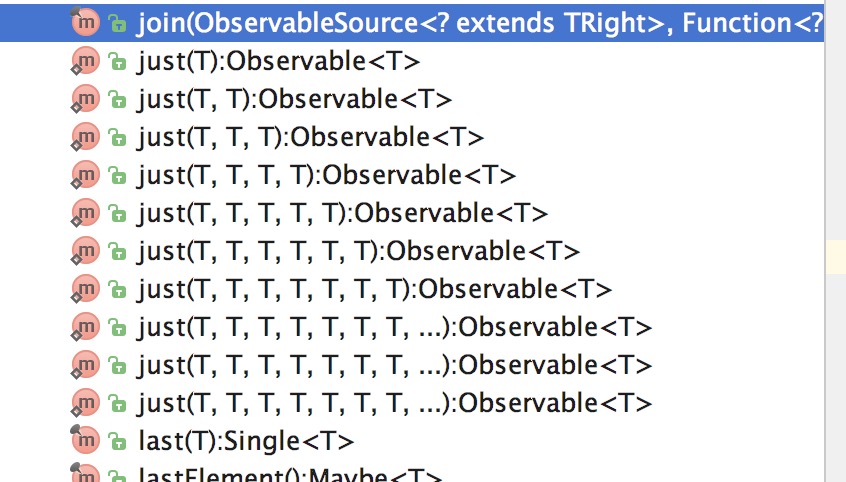 join(ObservableSource<? extends TRight>, Function<?
just(T):Observable<T>
just(T, T):Observable<T>
just(T, T, T):Observable<T>
just(T, T, T, T):Observable<T>
just(T, T, T, T, T):Observable<T>
just(T, T, T, T, T, T):Observable<T>
just(T, T, T, T, T, T, T):Observable<T>
just(T, T, T, T, T, T, T, ...):Observable<T>
just(T, T, T, T, T, T, T, ...):Observable<T>
just(T, T, T, T, T, T, T, ...):Observable<T>
last(T):Single<T>
lastElement():Maybe<T>